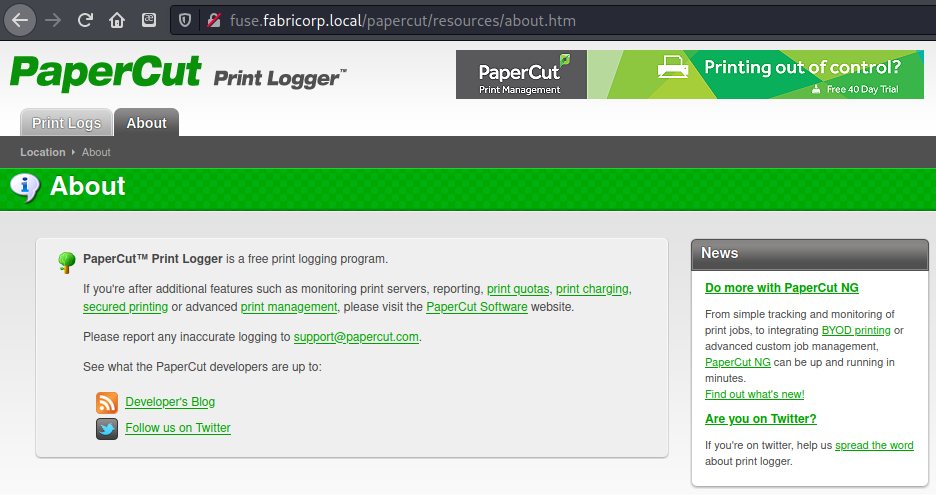 fuse.fabricorp.local/papercut/resources/about.htm
PaperCut Print Logger™
PaperCut
Print Management
Printing out of control?
Free 40 Day Trial
Print Logs
About
Location About
About
PaperCut™ Print Logger is a free print logging program.
If you're after additional features such as monitoring print servers, reporting, print quotas, print charging,
secured printing or advanced print management, please visit the PaperCut Software website.
Please report any inaccurate logging to support@papercut.com.
See what the PaperCut developers are up to:
Developer's Blog
Follow us on Twitter
News
Do more with PaperCut NG
From simple tracking and monitoring of
print jobs, to integrating BYOD printing or
advanced custom job management,
PaperCut NG can be up and running in
minutes.
Find out what's new!
Are you on Twitter?
If you're on twitter, help us spread the word
about print logger.